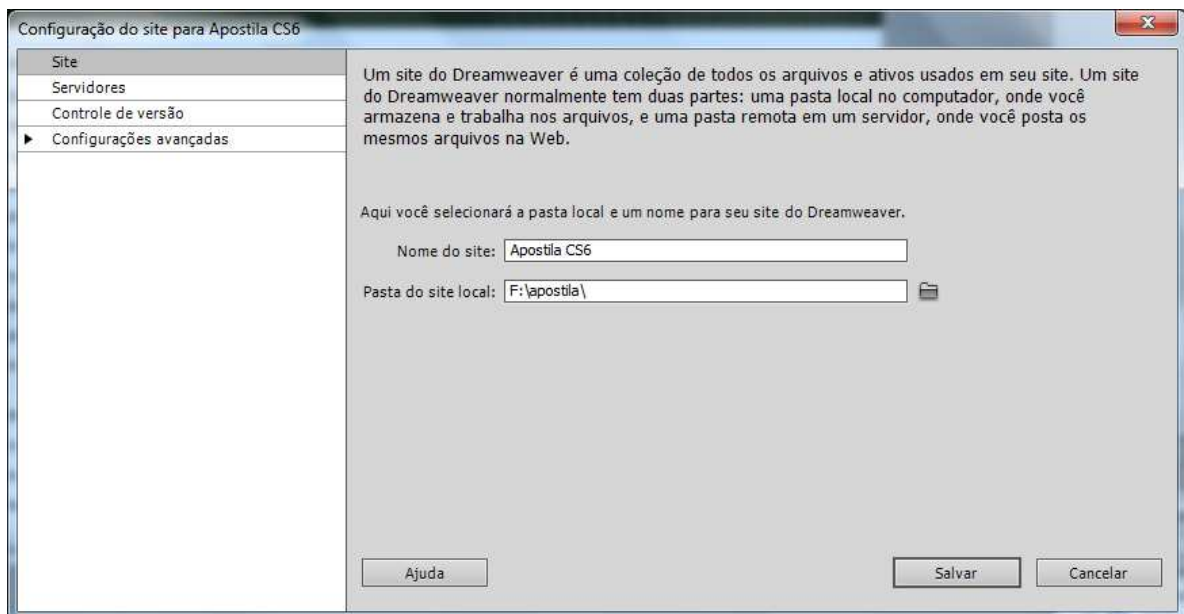 Configuração do site para Apostila CS6
Site
Servidores
Controle de versão
Configurações avançadas
Um site do Dreamweaver é uma coleção de todos os arquivos e ativos usados em seu site. Um site
do Dreamweaver normalmente tem duas partes: uma pasta local no computador, onde você
armazena e trabalha nos arquivos, e uma pasta remota em um servidor, onde você posta os
mesmos arquivos na Web.
Aqui você selecionará a pasta local e um nome para seu site do Dreamweaver.
Nome do site: Apostila CS6
Pasta do site local: F:\apostila\
Ajuda Salvar Cancelar